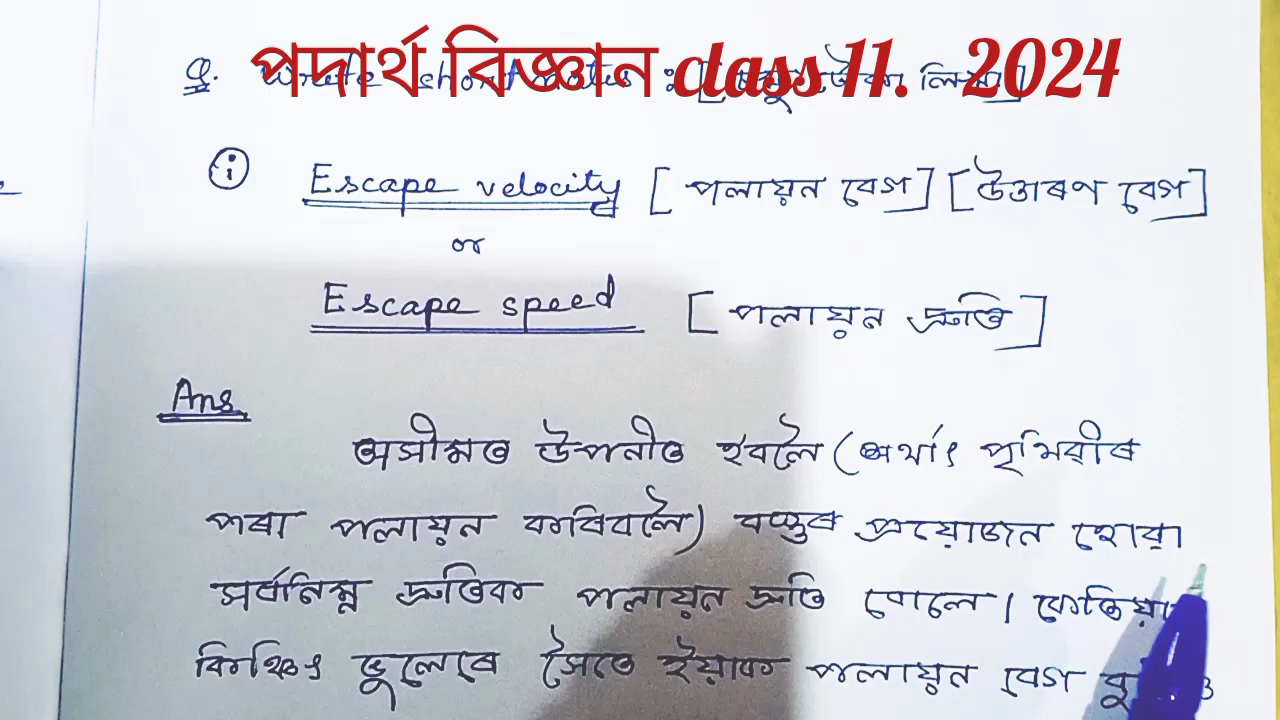 পদাৰ্থ বিজ্ঞান class 11. 2024
Q. Write short notes : [চমু টোকা লিখা]
i Escape velocity [পলায়ন বেগ] [উত্তাৰণ বেগ]
or
Escape speed [পলায়ন দ্ৰুতি]
Ans
অসীমত উপনীত হ'বলৈ (অৰ্থাৎ পৃথিৱীৰ
পৰা পলায়ন কৰিবলৈ) বস্তুৰ প্ৰয়োজন হোৱা
সৰ্বনিম্ন দ্ৰুতিক পলায়ন দ্ৰুতি বোলে। কেতিয়া
কিঞ্চিৎ ভুলেৰে সৈতে ইয়াক পলায়ন বেগ